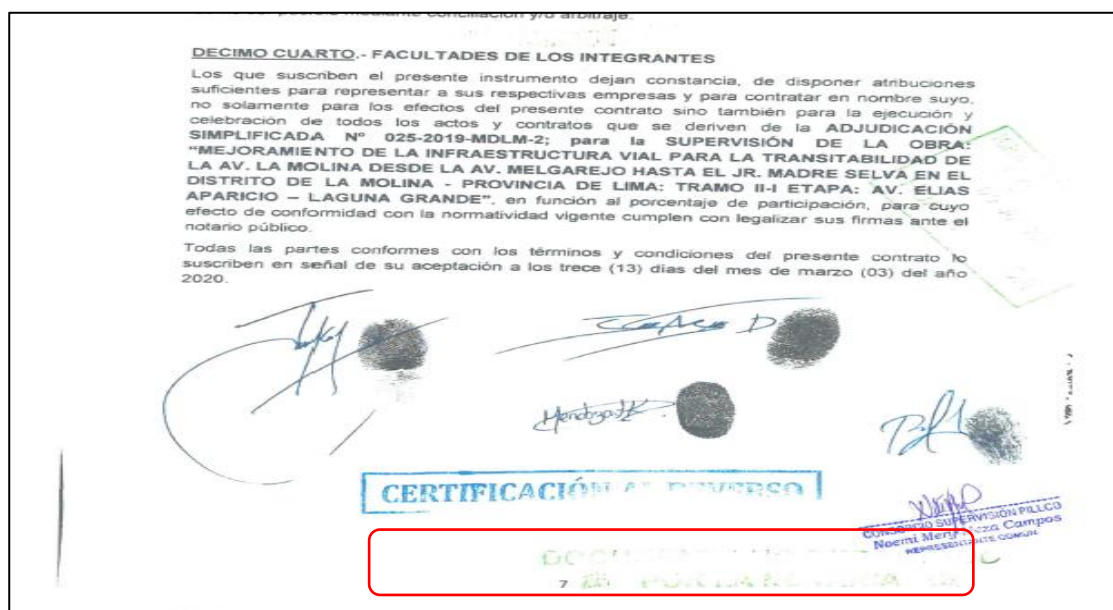 conciliación y/o arbitraje.
DECIMO CUARTO.- FACULTADES DE LOS INTEGRANTES
Los que suscriben el presente instrumento dejan constancia, de disponer atribuciones
suficientes para representar a sus respectivas empresas y para contratar en nombre suyo,
no solamente para los efectos del presente contrato sino también para la ejecución y
celebración de todos los actos y contratos que se deriven de la ADJUDICACIÓN
SIMPLIFICADA Nº 025-2019-MDLM-2; para la SUPERVISIÓN DE LA OBRA:
"MEJORAMIENTO DE LA INFRAESTRUCTURA VIAL PARA LA TRANSITABILIDAD DE
LA AV. LA MOLINA DESDE LA AV. MELGAREJO HASTA EL JR. MADRE SELVA EN EL
DISTRITO DE LA MOLINA - PROVINCIA DE LIMA: TRAMO II-I ETAPA: AV. ELIAS
APARICIO – LAGUNA GRANDE", en función al porcentaje de participación, para cuyo
efecto de conformidad con la normatividad vigente cumplen con legalizar sus firmas ante el
notario público.
Todas las partes conformes con los términos y condiciones del presente contrato lo
suscriben en señal de su aceptación a los trece (13) días del mes de marzo (03) del año
2020.
CERTIFICACIÓN AL REVERSO
CONSORCIO SUPERVISIÓN PILLCO
Noemi Campos
REPRESENTANTE COMUN
7